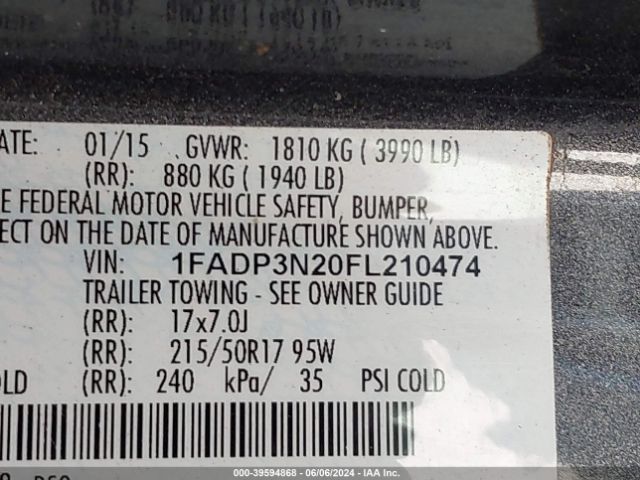 ATE: 01/15 GVWR: 1810 KG ( 3990 LB)
(RR): 880 KG ( 1940 LB)
E FEDERAL MOTOR VEHICLE SAFETY, BUMPER,
ECT ON THE DATE OF MANUFACTURE SHOWN ABOVE.
VIN: 1FADP3N20FL210474
TRAILER TOWING - SEE OWNER GUIDE
(RR): 17x7.0J
(RR): 215/50R17 95W
OLD (RR): 240 kPa/ 35 PSI COLD
000-39594868 - 06/06/2024 - IAA Inc.